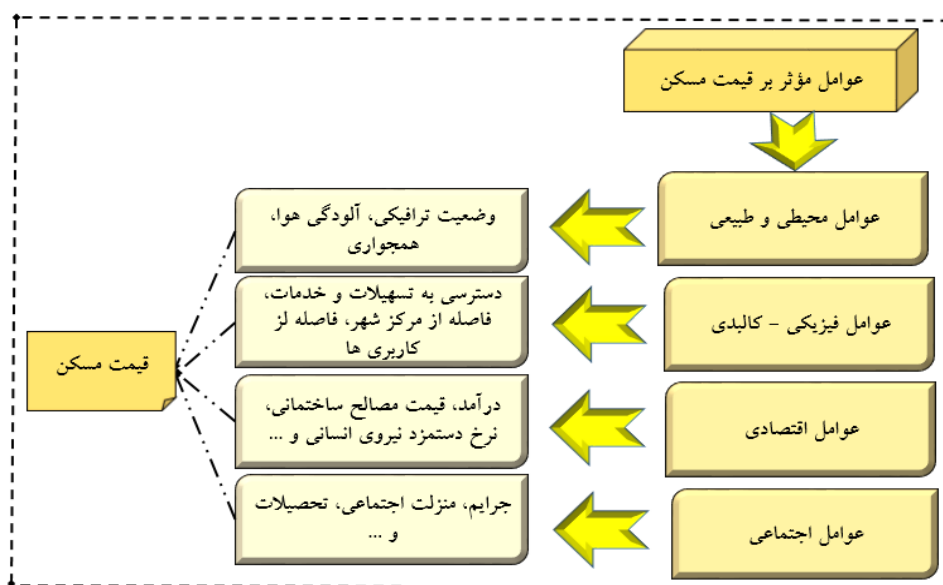 عوامل مؤثر بر قیمت مسکن
عوامل محیطی و طبیعی
وضعیت ترافیکی، آلودگی هوا،
همجواری
عوامل فیزیکی - کالبدی
دسترسی به تسهیلات و خدمات،
فاصله از مرکز شهر، فاصله لز
کاربری ها
عوامل اقتصادی
درآمد، قیمت مصالح ساختمانی،
نرخ دستمزد نیروی انسانی و ...
عوامل اجتماعی
جرایم، منزلت اجتماعی، تحصیلات
و ...
قیمت مسکن